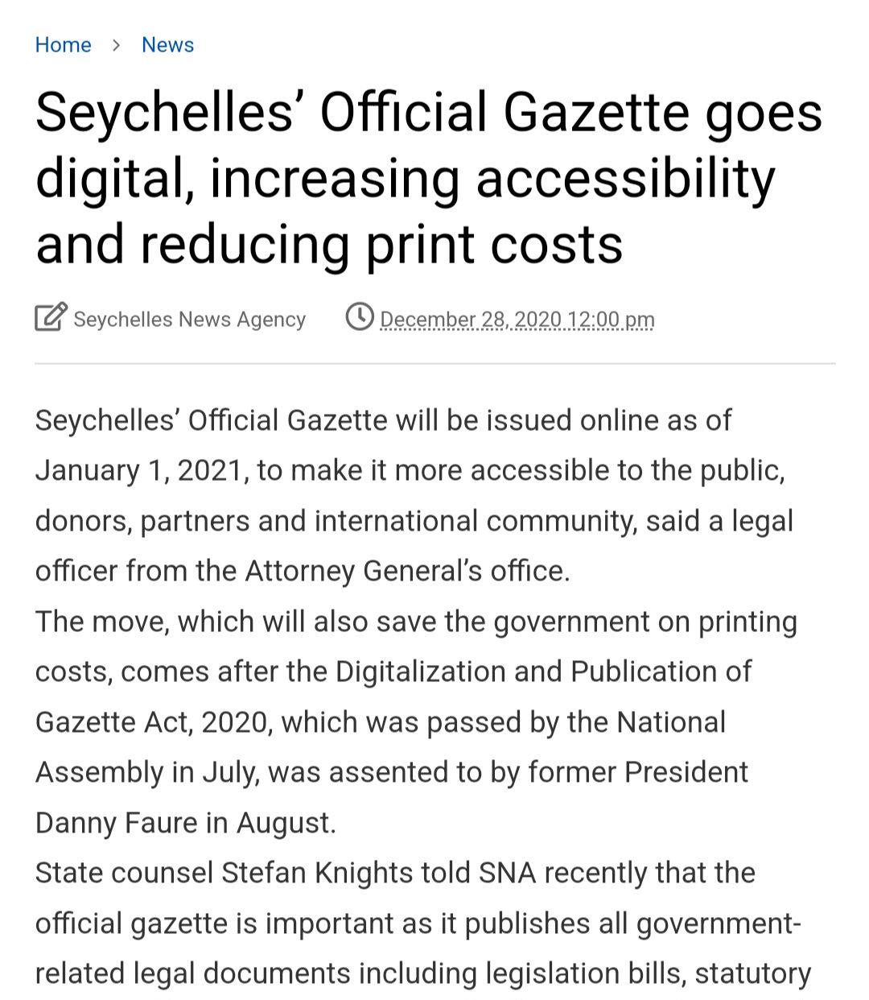 Home > News
Seychelles’ Official Gazette goes
digital, increasing accessibility
and reducing print costs
Seychelles News Agency December 28, 2020 12:00 pm
Seychelles’ Official Gazette will be issued online as of
January 1, 2021, to make it more accessible to the public,
donors, partners and international community, said a legal
officer from the Attorney General’s office.
The move, which will also save the government on printing
costs, comes after the Digitalization and Publication of
Gazette Act, 2020, which was passed by the National
Assembly in July, was assented to by former President
Danny Faure in August.
State counsel Stefan Knights told SNA recently that the
official gazette is important as it publishes all government-
related legal documents including legislation bills, statutory